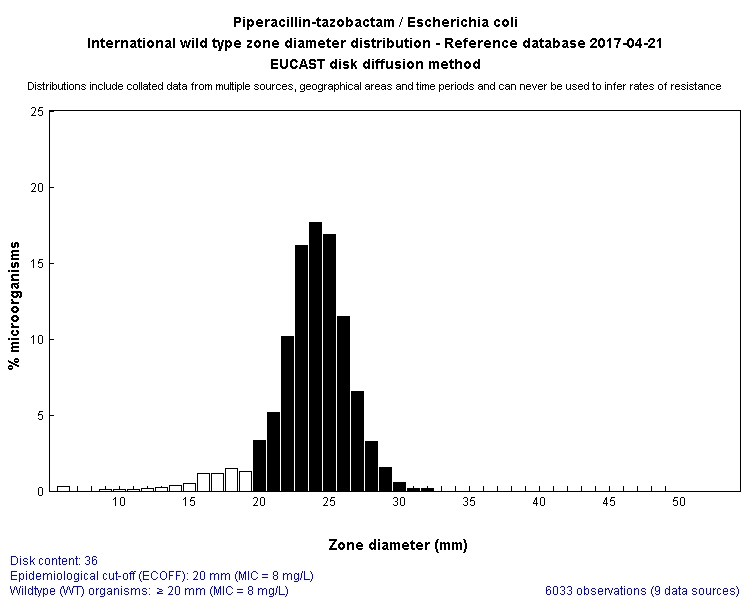 Piperacillin-tazobactam / Escherichia coli
International wild type zone diameter distribution - Reference database 2017-04-21
EUCAST disk diffusion method
Distributions include collated data from multiple sources, geographical areas and time periods and can never be used to infer rates of resistance
25
20
15
10
5
0
% microorganisms
10 15 20 25 30 35 40 45 50
Zone diameter (mm)
Disk content: 36
Epidemiological cut-off (ECOFF): 20 mm (MIC = 8 mg/L)
Wildtype (WT) organisms: ≥ 20 mm (MIC = 8 mg/L)
6033 observations (9 data sources)